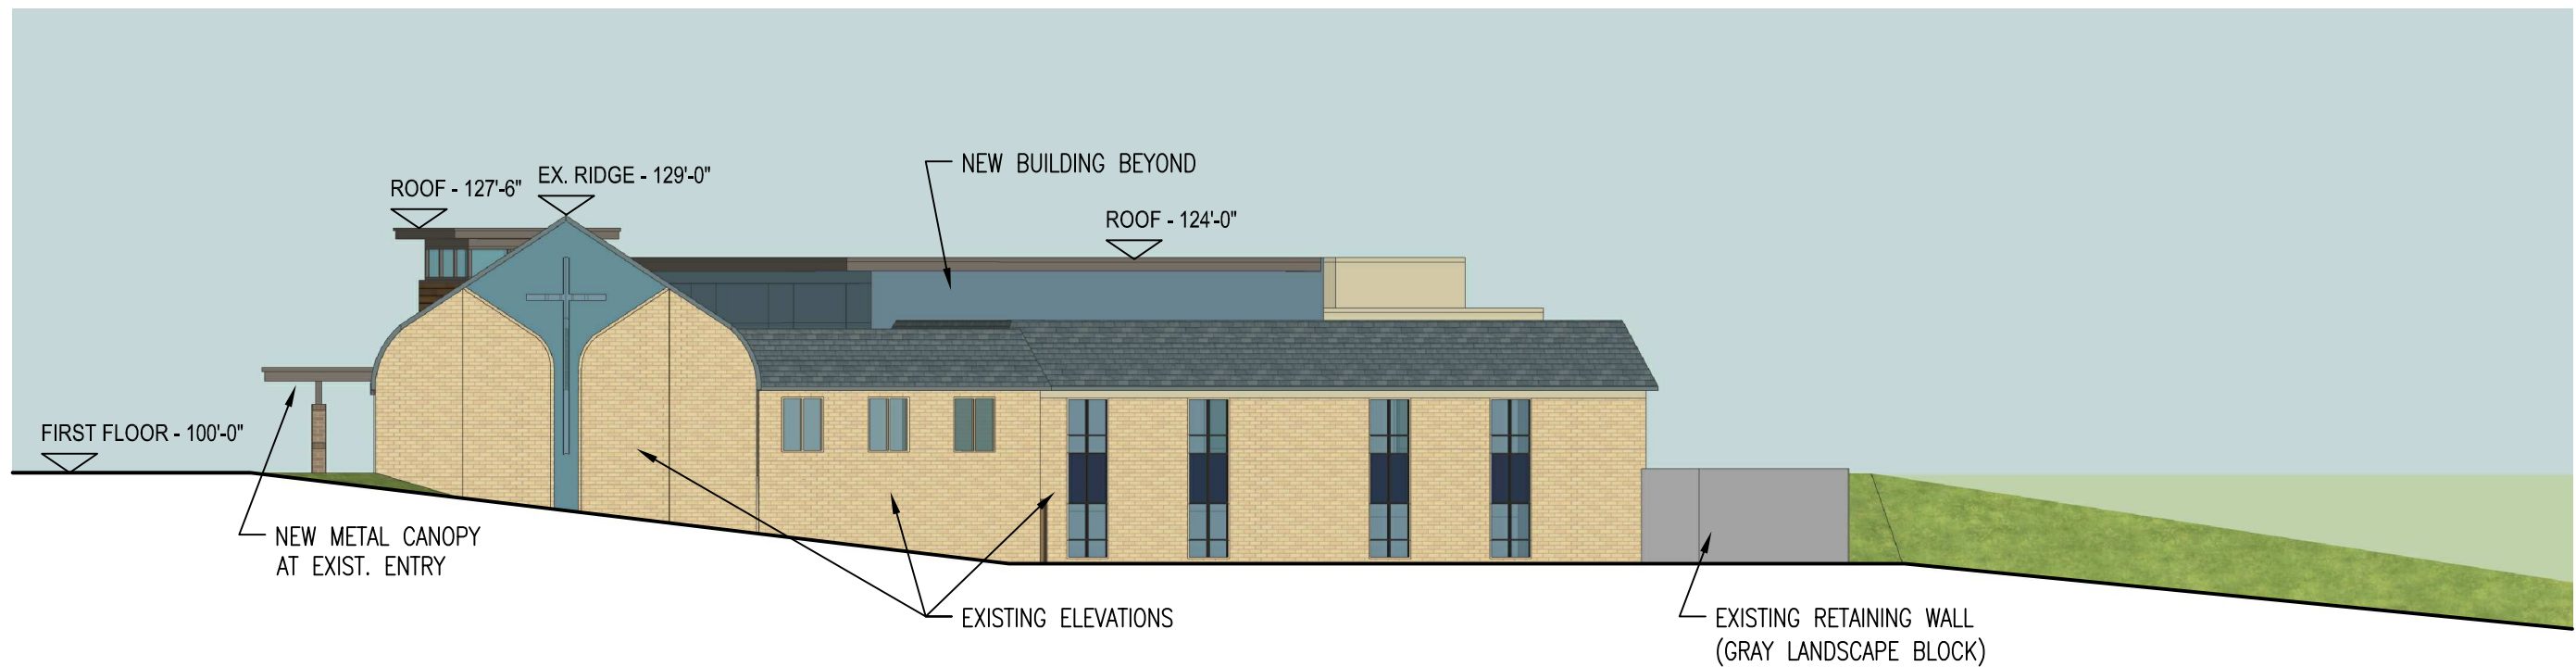 NEW BUILDING BEYOND
EX. RIDGE - 129'-0"
ROOF - 127'-6"
ROOF - 124'-0"
FIRST FLOOR - 100'-0"
NEW METAL CANOPY
AT EXIST. ENTRY
EXISTING ELEVATIONS
EXISTING RETAINING WALL
(GRAY LANDSCAPE BLOCK)